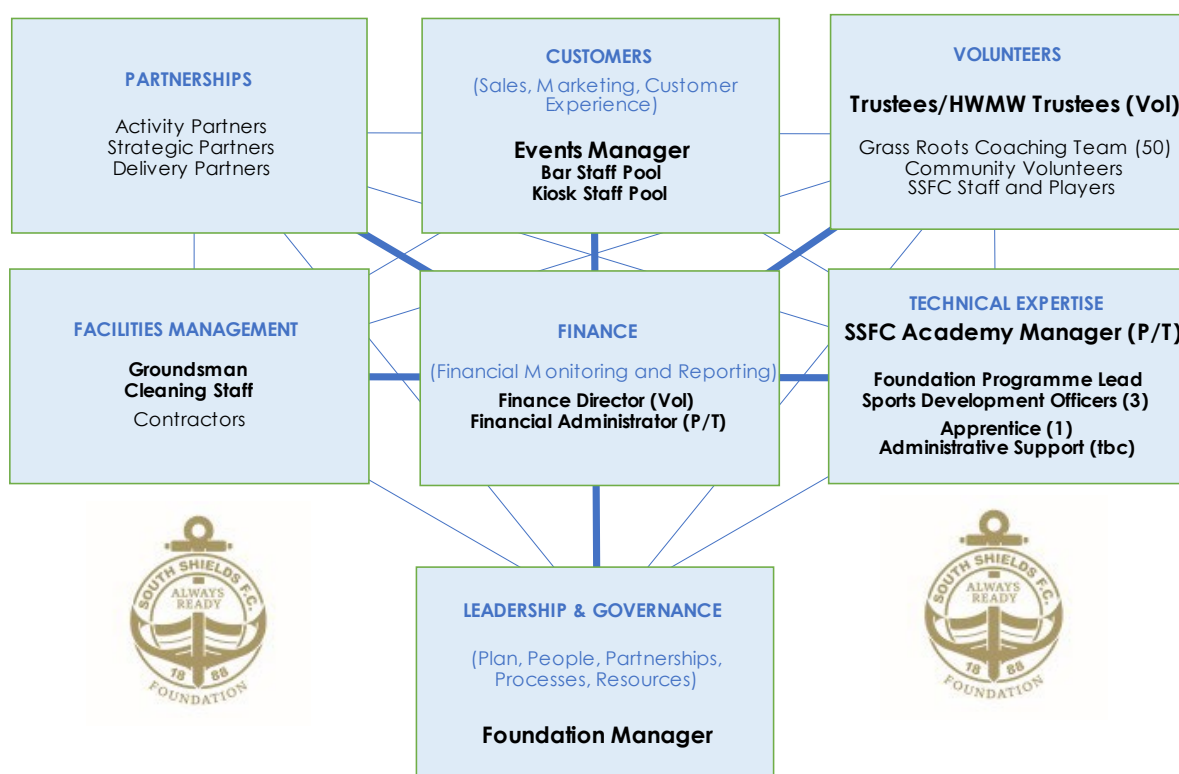 PARTNERSHIPS
Activity Partners
Strategic Partners
Delivery Partners
CUSTOMERS
(Sales, Marketing, Customer
Experience)
Events Manager
Bar Staff Pool
Kiosk Staff Pool
VOLUNTEERS
Trustees/HWMW Trustees (Vol)
Grass Roots Coaching Team (50)
Community Volunteers
SSFC Staff and Players
FACILITIES MANAGEMENT
Groundsman
Cleaning Staff
Contractors
FINANCE
(Financial Monitoring and Reporting)
Finance Director (Vol)
Financial Administrator (P/T)
TECHNICAL EXPERTISE
SSFC Academy Manager (P/T)
Foundation Programme Lead
Sports Development Officers (3)
Apprentice (1)
Administrative Support (tbc)
SOUTH SHIELDS F.C.
ALWAYS
READY
18 88
FOUNDATION
SOUTH SHIELDS F.C.
ALWAYS
READY
18 88
FOUNDATION
LEADERSHIP & GOVERNANCE
(Plan, People, Partnerships,
Processes, Resources)
Foundation Manager